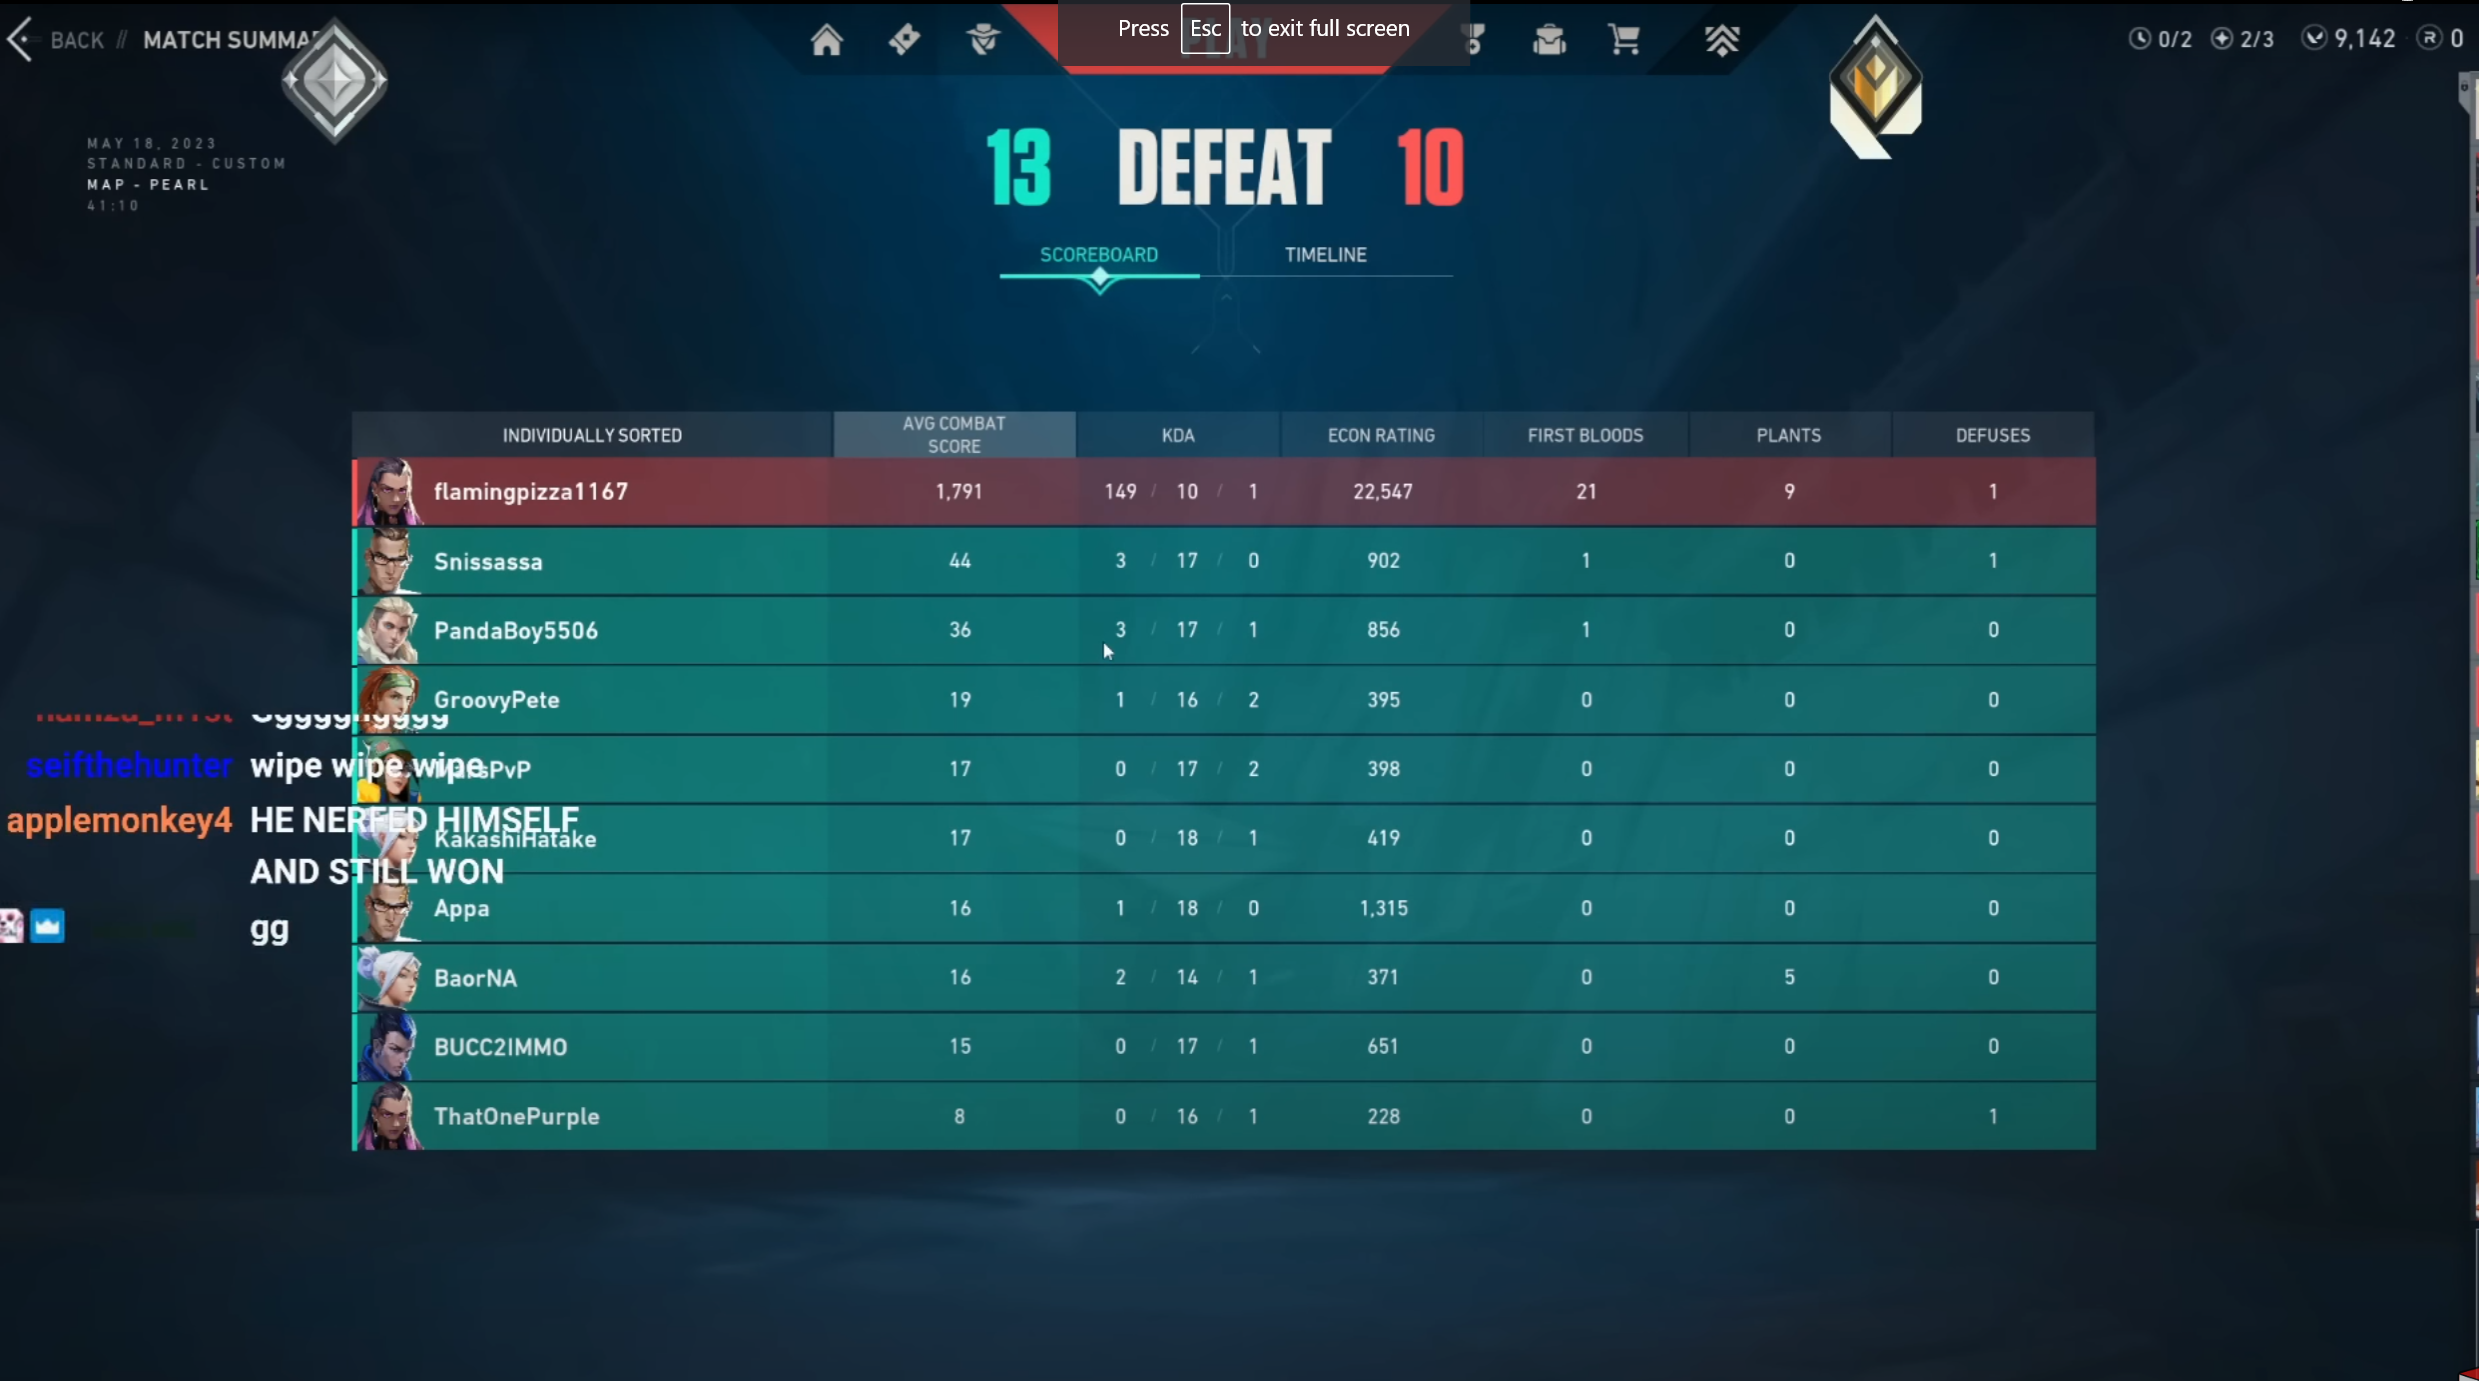 BACK // MATCH SUMMA
Press Esc to exit full screen
0/2 2/3 9,142 R 0
MAY 18, 2023
STANDARD - CUSTOM
MAP - PEARL
41:10
13 DEFEAT 10
SCOREBOARD TIMELINE
INDIVIDUALLY SORTED AVG COMBAT SCORE KDA ECON RATING FIRST BLOODS PLANTS DEFUSES
flamingpizza1167 1,791 149 / 10 / 1 22,547 21 9 1
Snissassa 44 3 / 17 / 0 902 1 0 1
PandaBoy5506 36 3 / 17 / 1 856 1 0 0
GroovyPete 19 1 / 16 / 2 395 0 0 0
17 0 / 17 / 2 398 0 0 0
KakashiHatake 17 0 / 18 / 1 419 0 0 0
Appa 16 1 / 18 / 0 1,315 0 0 0
BaorNA 16 2 / 14 / 1 371 0 5 0
BUCC2IMMO 15 0 / 17 / 1 651 0 0 0
ThatOnePurple 8 0 / 16 / 1 228 0 0 1
seifthehunter wipe wipe wipe
applemonkey4 HE NERFED HIMSELF
AND STILL WON
gg